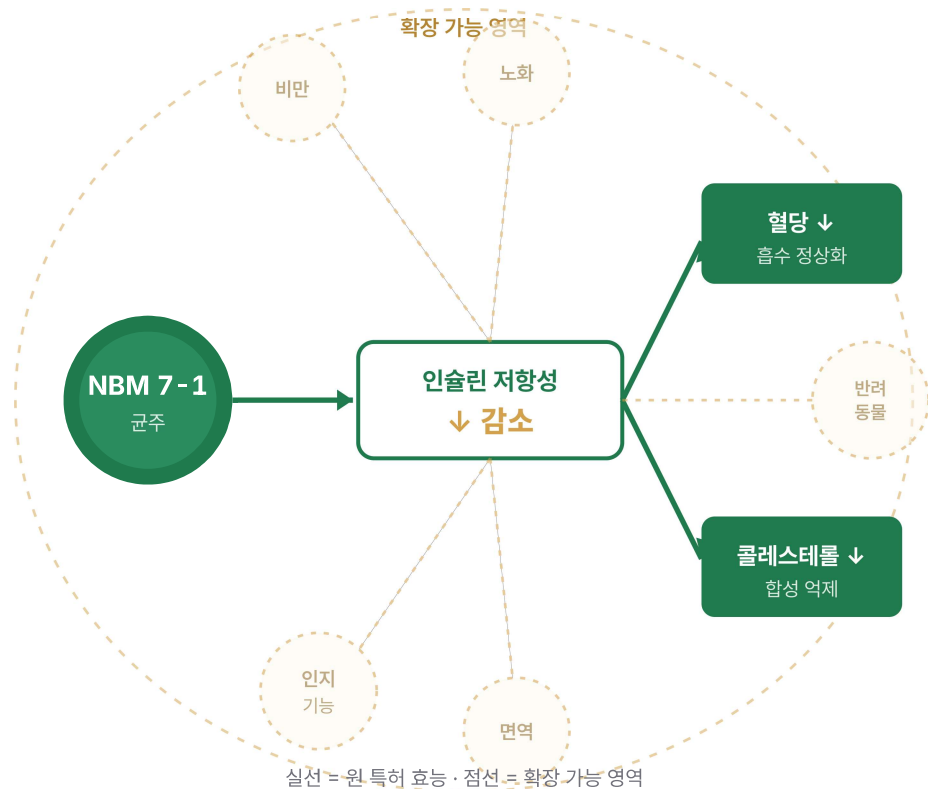 확장 가능 영역
비만
노화
혈당 ↓
흡수 정상화
NBM 7-1
균주
인슐린 저항성
↓ 감소
반려
동물
콜레스테롤 ↓
합성 억제
인지
기능
면역
실선 = 원 특허 효능 · 점선 = 확장 가능 영역